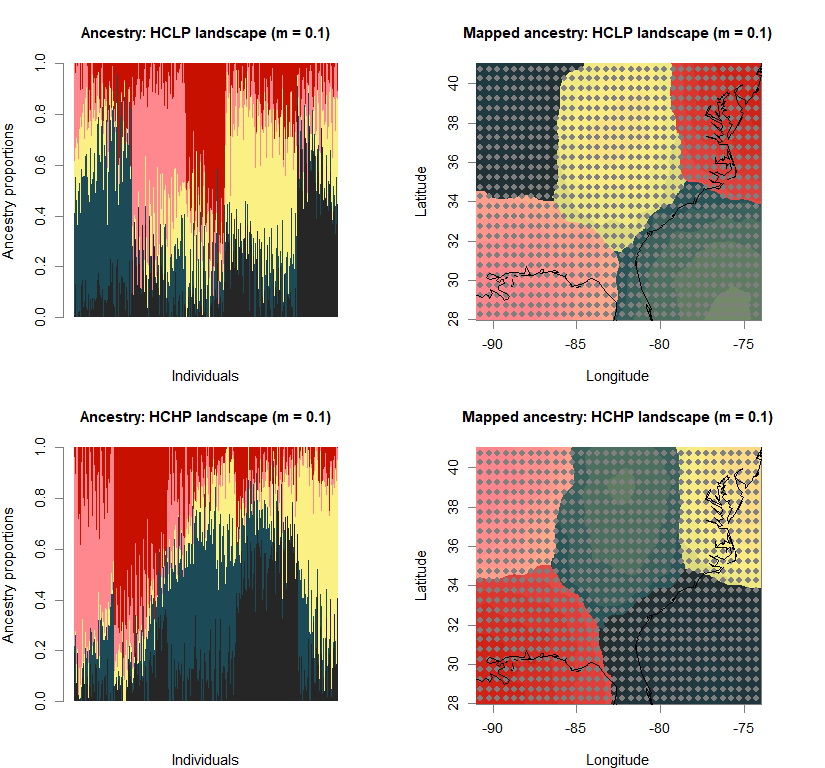 Ancestry: HCLP landscape (m = 0.1)
Ancestry proportions
0.0 0.2 0.4 0.6 0.8 1.0
Individuals
Mapped ancestry: HCLP landscape (m = 0.1)
Latitude
28 30 32 34 36 38 40
-90 -85 -80 -75
Longitude
Ancestry: HCHP landscape (m = 0.1)
Ancestry proportions
0.0 0.2 0.4 0.6 0.8 1.0
Individuals
Mapped ancestry: HCHP landscape (m = 0.1)
Latitude
28 30 32 34 36 38 40
-90 -85 -80 -75
Longitude